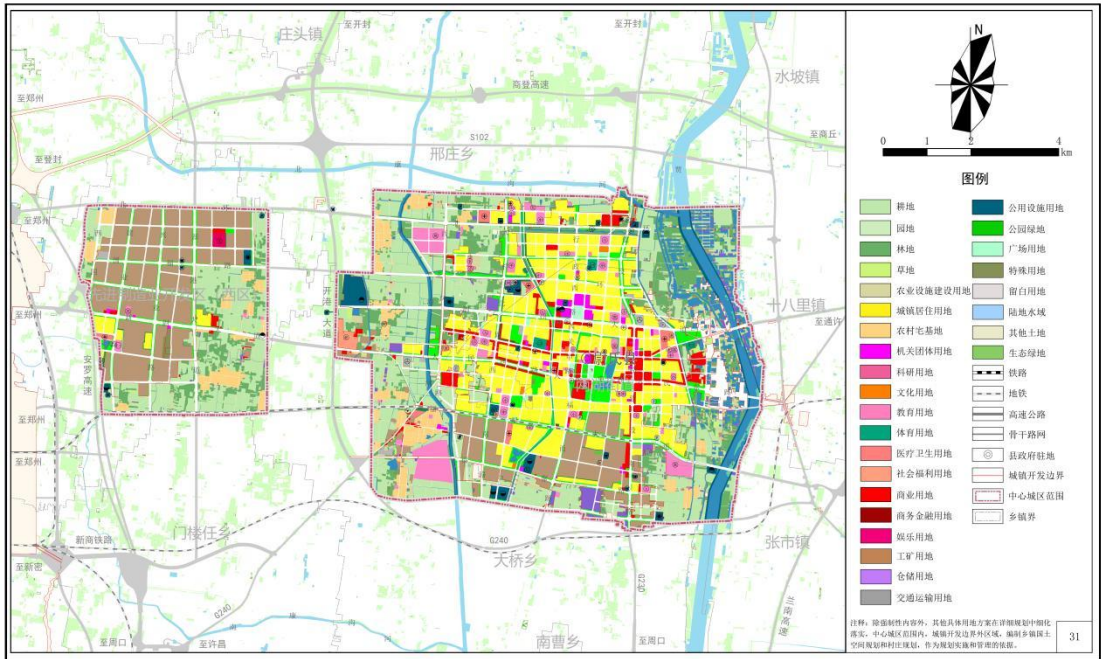 庄头镇
至开封
至开封
水坡镇
至郑州
商登高速
至商丘
至登封
S102
邢庄乡
至郑州
十八里镇
至郑州
开港大道
至通许
安罗高速
至郑州
至郑州
门楼任乡
新商铁路
G240
大桥乡
张市镇
至新密
G240
G230
兰南高速
至周口
至许昌
南曹乡
至周口
N
0 1 2 4
km
图例
耕地
园地
林地
草地
农业设施建设用地
城镇居住用地
农村宅基地
机关团体用地
科研用地
文化用地
教育用地
体育用地
医疗卫生用地
社会福利用地
商业用地
商务金融用地
娱乐用地
工矿用地
仓储用地
交通运输用地
公用设施用地
公园绿地
广场用地
特殊用地
留白用地
陆地水域
其他土地
生态绿地
铁路
地铁
高速公路
骨干路网
县政府驻地
城镇开发边界
中心城区范围
乡镇界
注释：除强制性内容外，其他具体用地方案在详细规划中细化
落实，中心城区范围内，城镇开发边界外区域，编制乡镇国土
空间规划和村庄规划，作为规划实施和管理的依据。
31